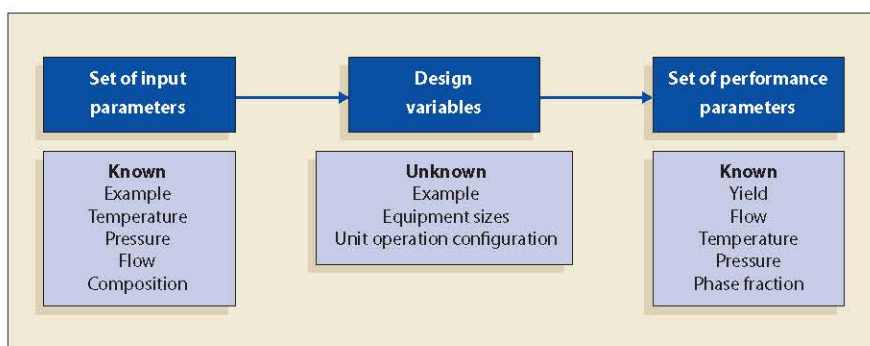 Set of input
parameters
Design
variables
Set of performance
parameters
Known
Example
Temperature
Pressure
Flow
Composition
Unknown
Example
Equipment sizes
Unit operation configuration
Known
Yield
Flow
Temperature
Pressure
Phase fraction